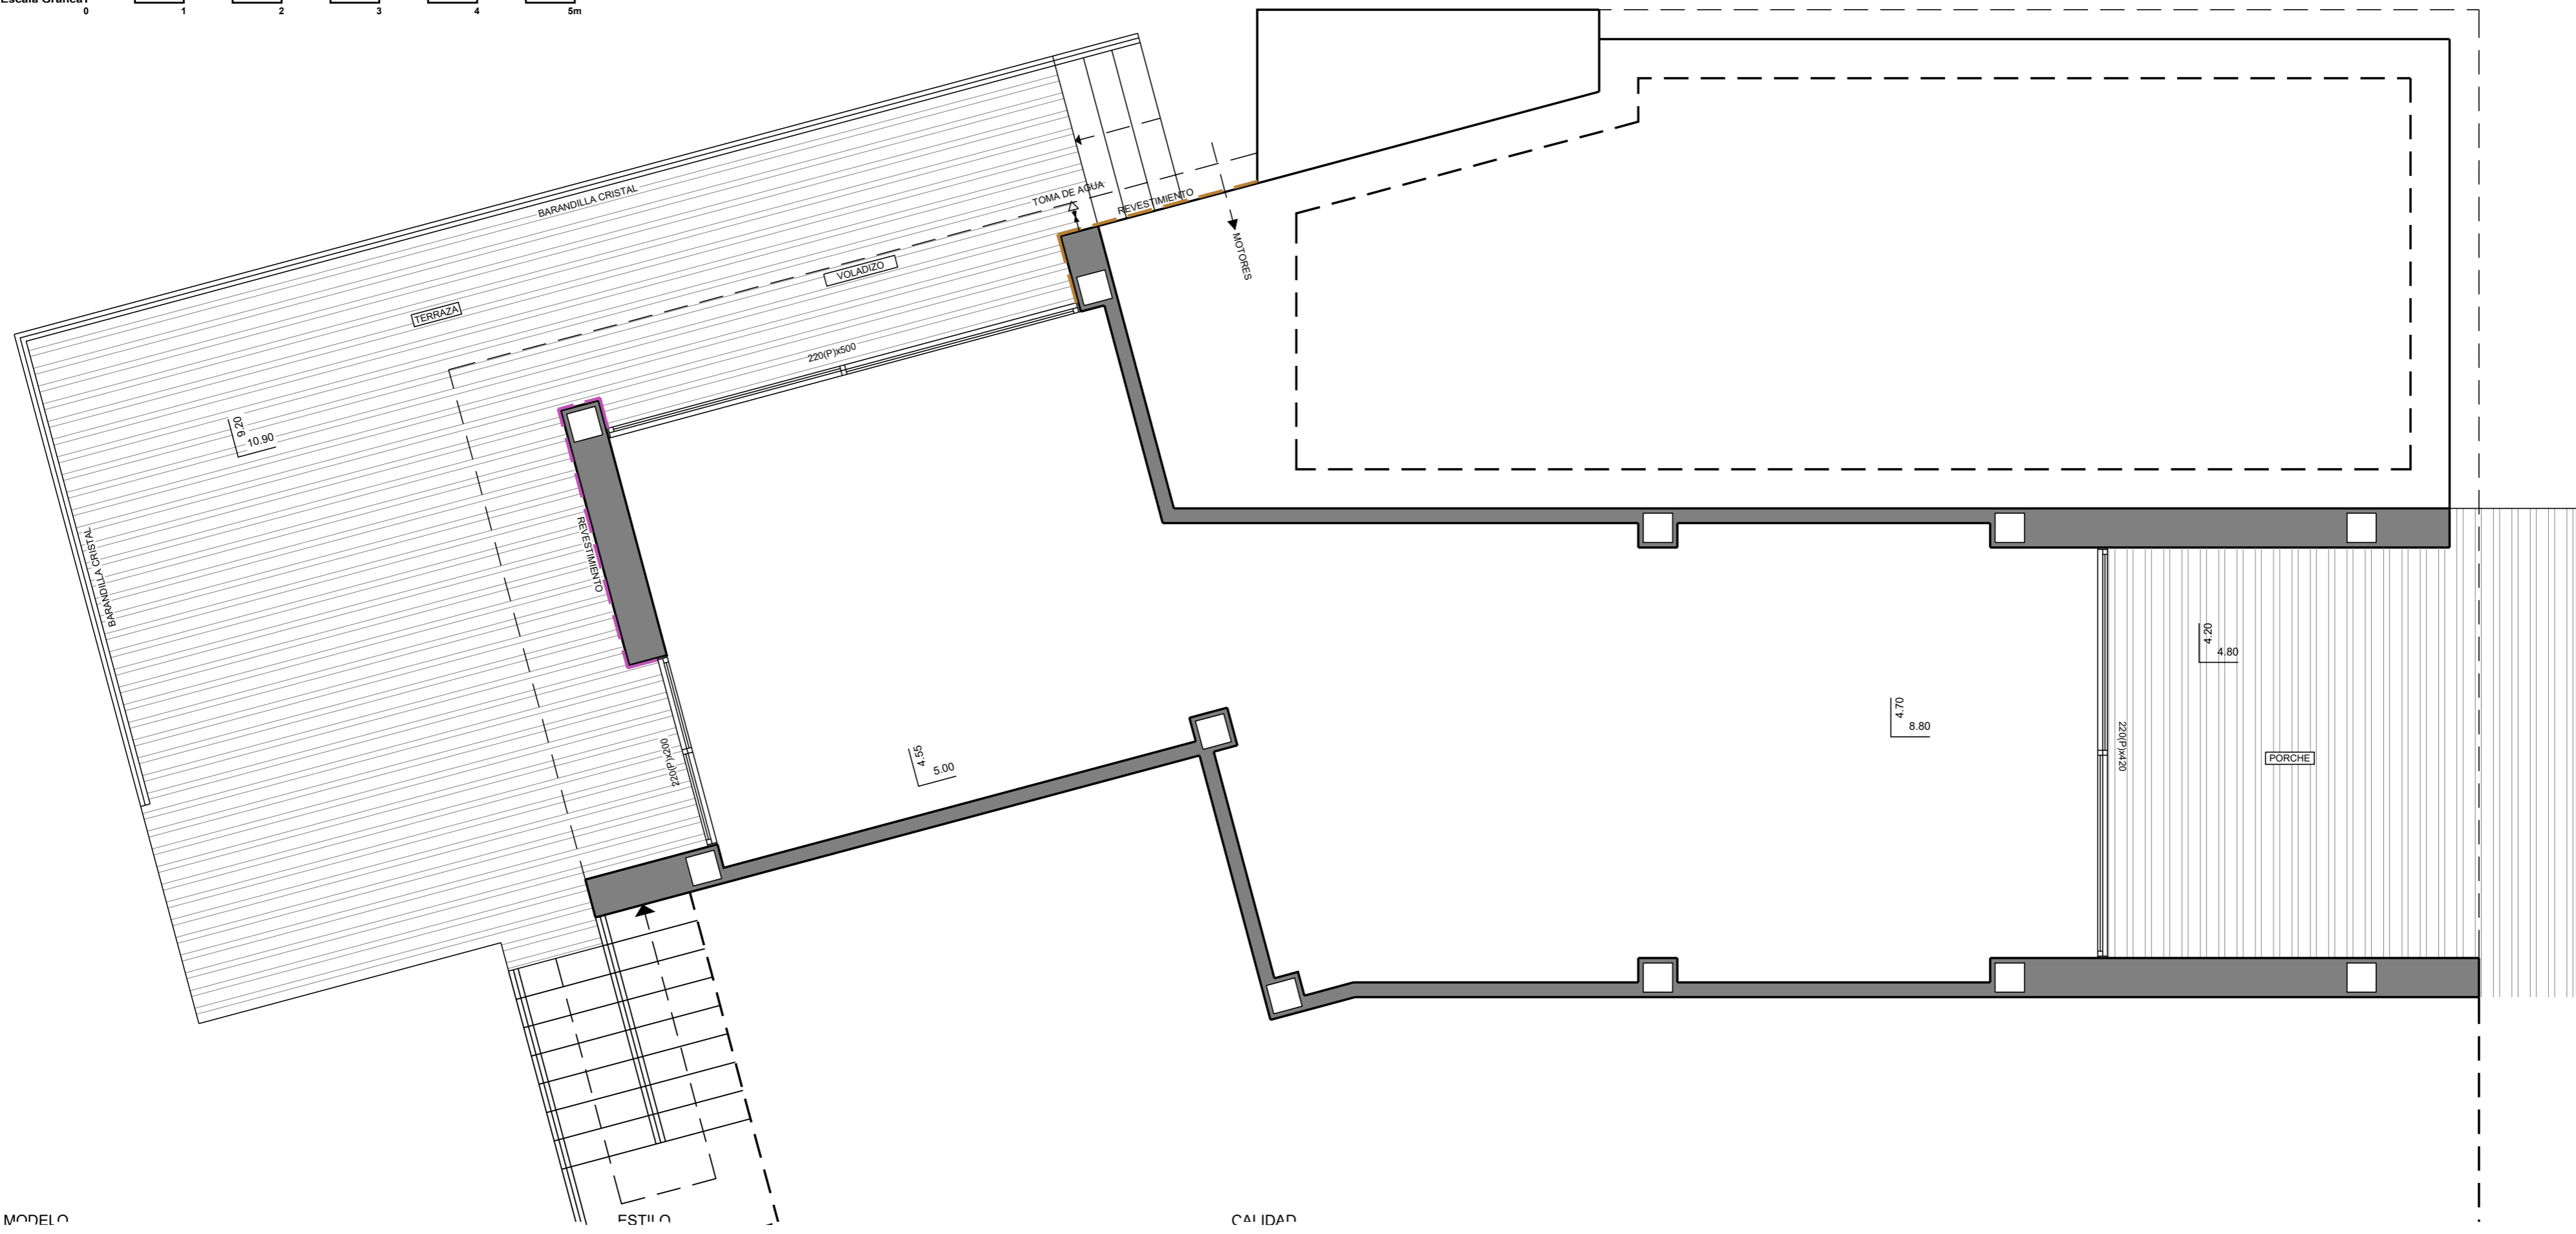 Escala Gráfica
0 1 2 3 4 5m
BARANDILLA CRISTAL
TOMA DE AGUA
REVESTIMIENTO
MOTORES
VOLADIZO
TERRAZA
220(P)x500
9.20
10.90
BARANDILLA CRISTAL
REVESTIMIENTO
4.20
4.80
4.70
8.80
220(P)x420
PORCHE
220(P)x200
4.55
5.00
MODELO
ESTILO
CALIDAD